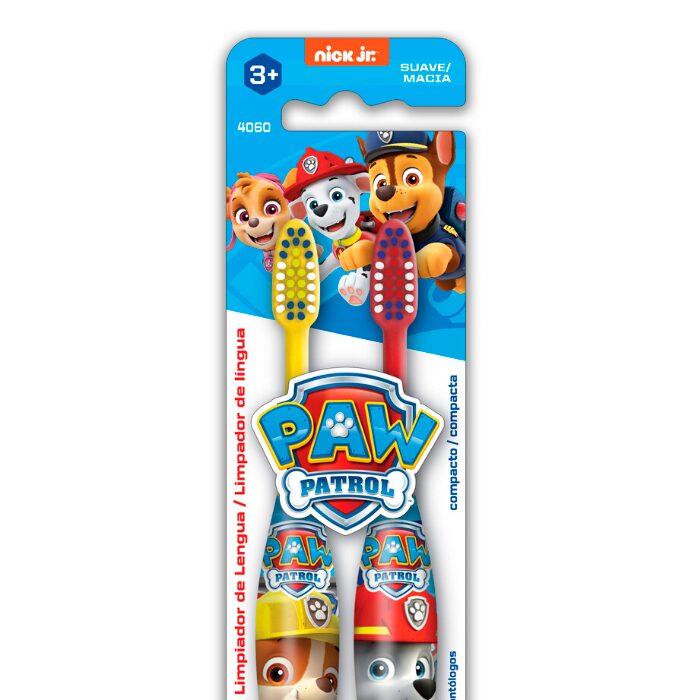 nick jr.
3+
SUAVE/
MACIA
4060
Limpiador de Lengua / Limpador de língua
compacto / compacta
PAW
PATROL
PAW
PATROL
PAW
PATROL